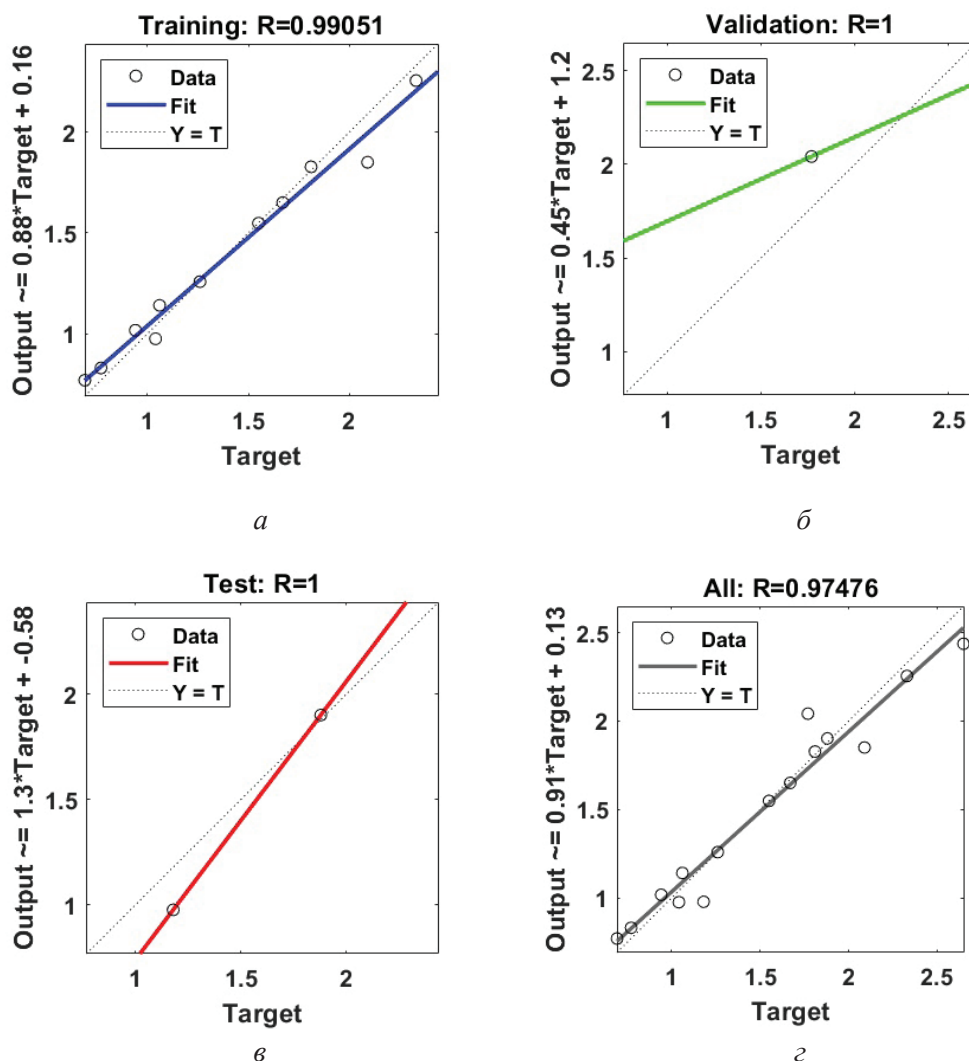 Training: R=0.99051
Output ~= 0.88*Target + 0.16
Data
Fit
Y = T
2
1.5
1
1
1.5
2
Target
а
Validation: R=1
Output ~= 0.45*Target + 1.2
Data
Fit
Y = T
2.5
2
1.5
1
1
1.5
2
2.5
Target
б
Test: R=1
Output ~= 1.3*Target + -0.58
Data
Fit
Y = T
2
1.5
1
1
1.5
2
Target
в
All: R=0.97476
Output ~= 0.91*Target + 0.13
Data
Fit
Y = T
2.5
2
1.5
1
1
1.5
2
2.5
Target
г